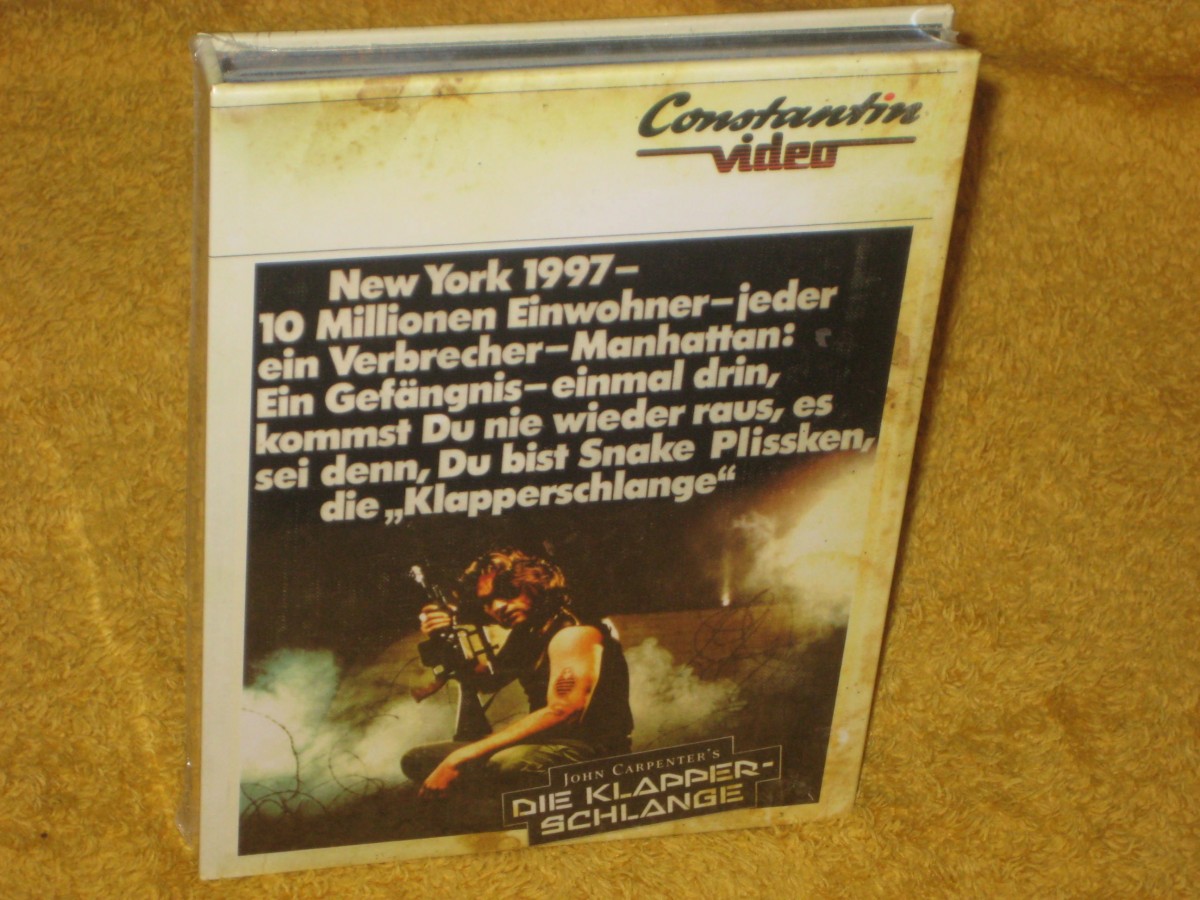 Constantin
video
New York 1997–
10 Millionen Einwohner–jeder
ein Verbrecher–Manhattan:
Ein Gefängnis–einmal drin,
kommst Du nie wieder raus, es
sei denn, Du bist Snake Plissken,
die „Klapperschlange“
JOHN CARPENTER'S
DIE KLAPPER-
SCHLANGE